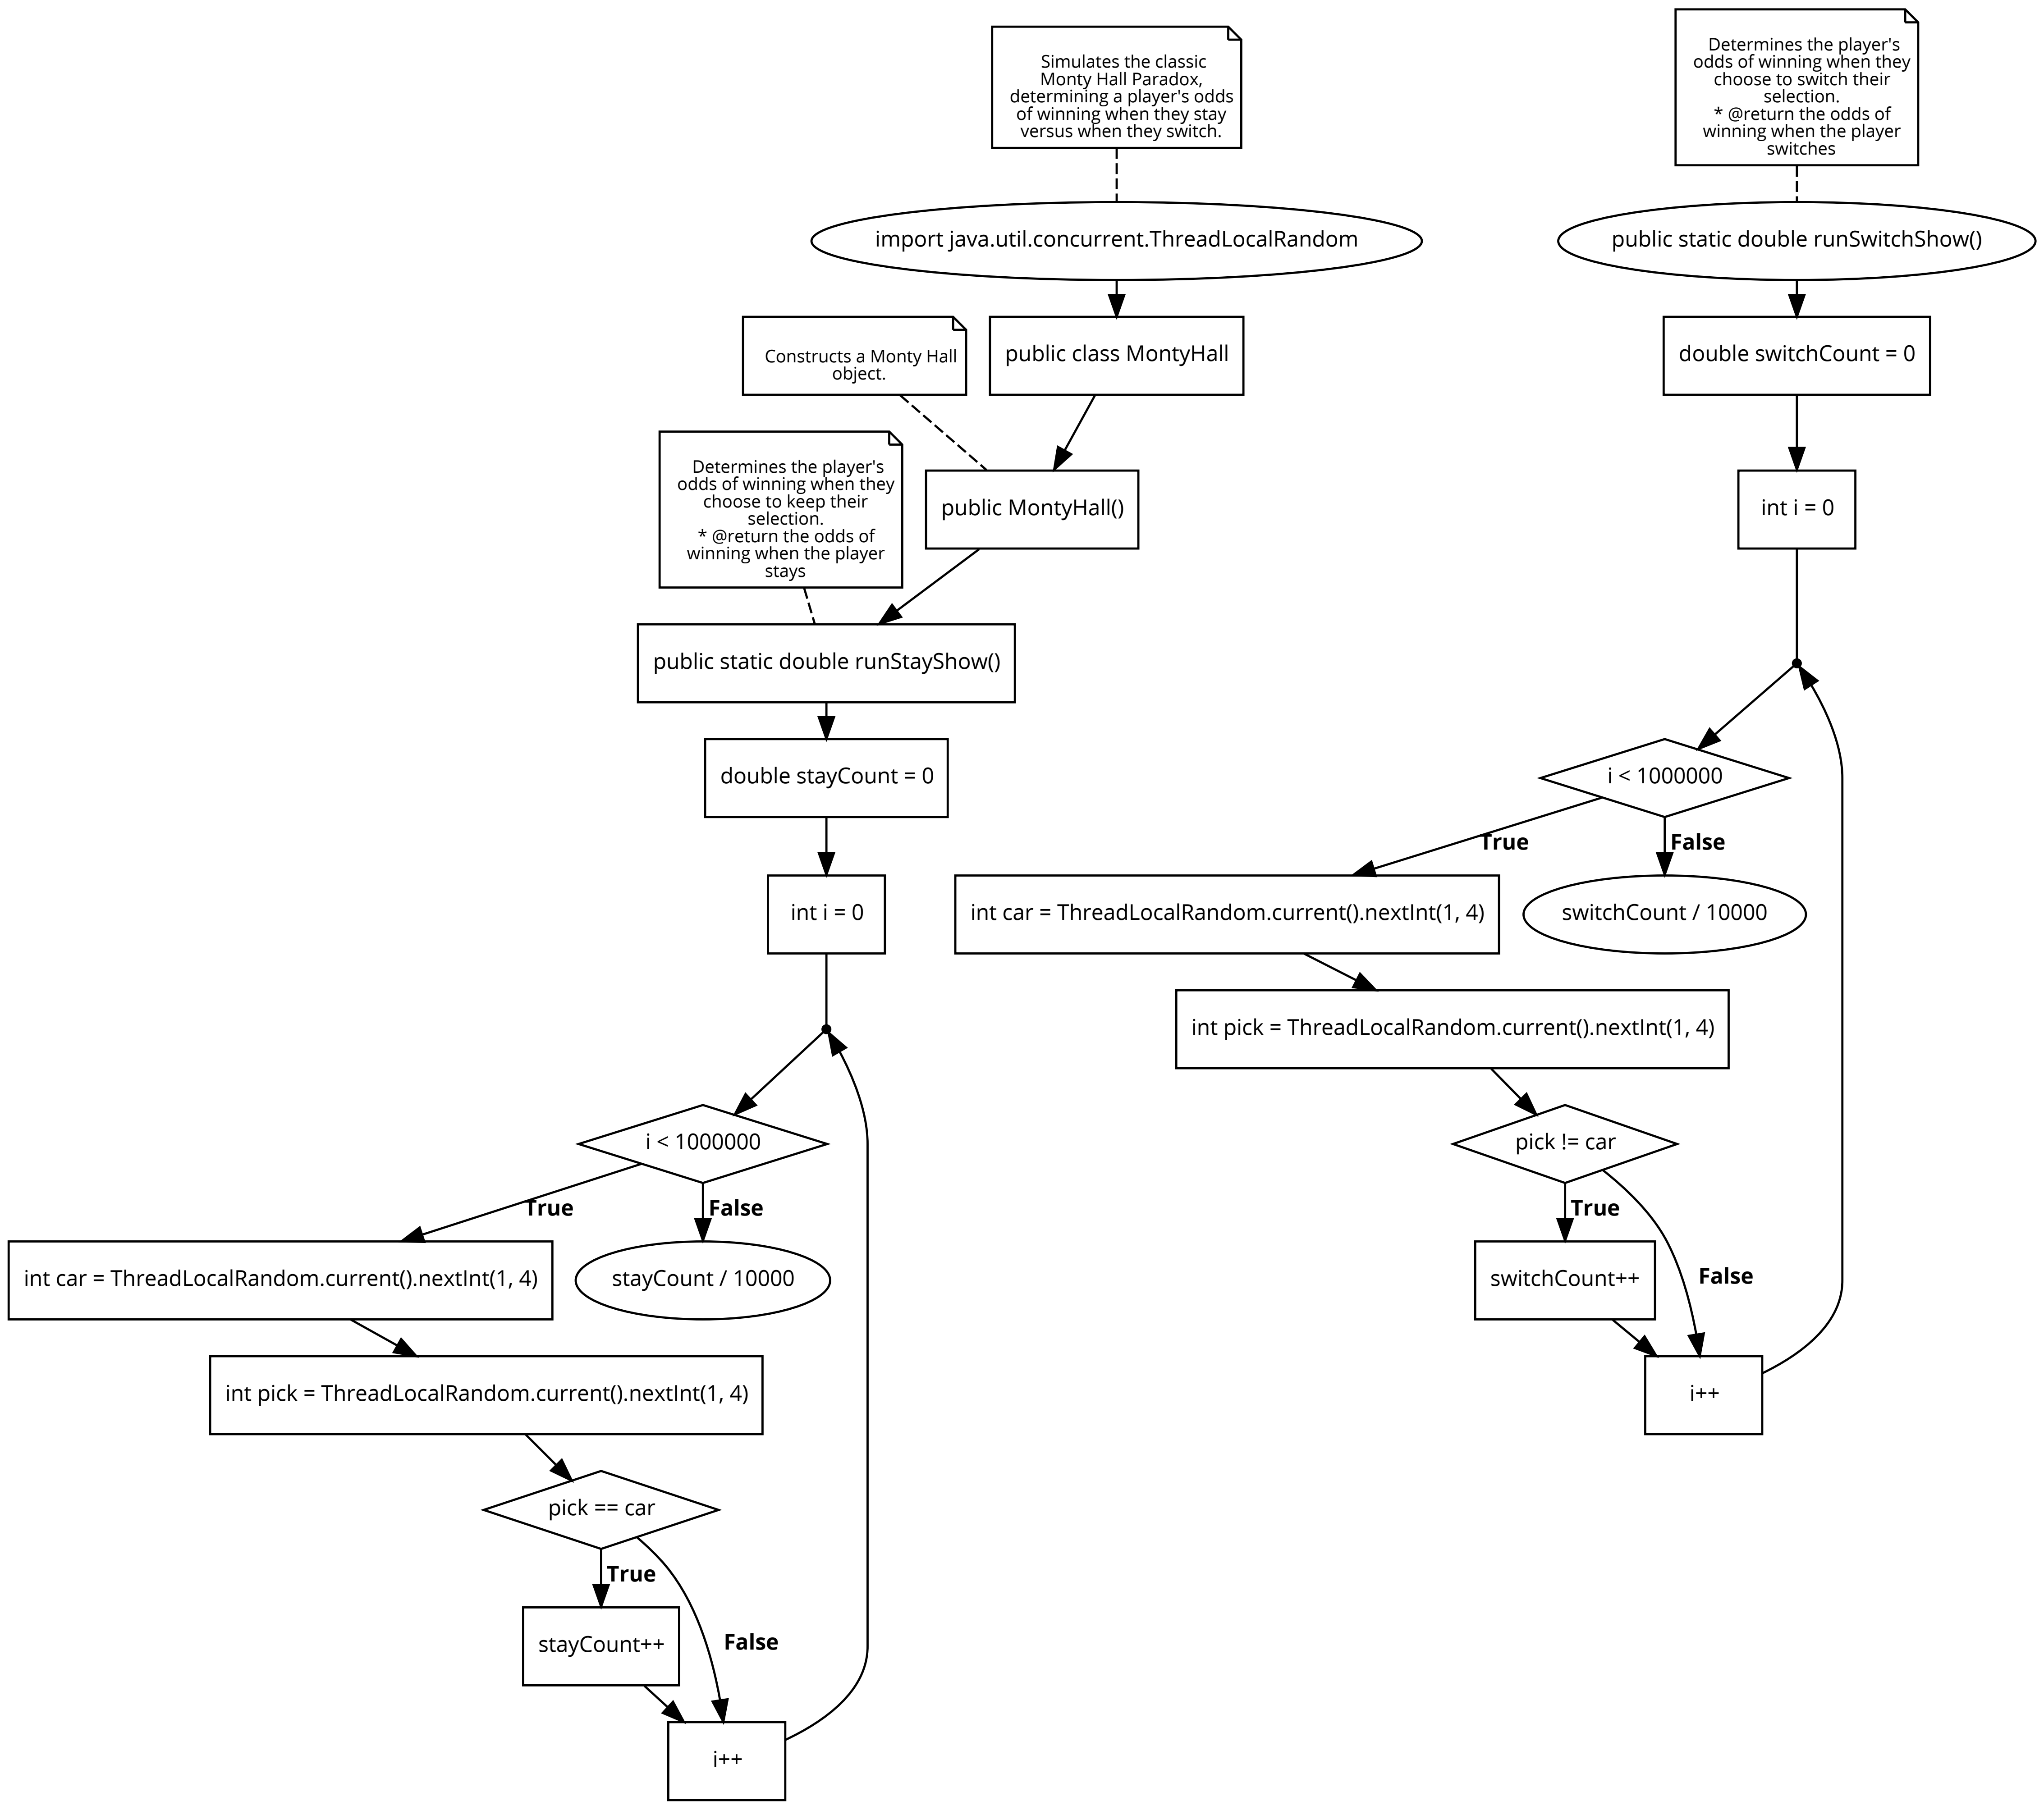 Simulates the classic
Monty Hall Paradox,
determining a player's odds
of winning when they stay
versus when they switch.
import java.util.concurrent.ThreadLocalRandom
public class MontyHall
Constructs a Monty Hall
object.
public MontyHall()
Determines the player's
odds of winning when they
choose to keep their
selection.
* @return the odds of
winning when the player
stays
public static double runStayShow()
double stayCount = 0
int i = 0
i < 1000000
True
False
int car = ThreadLocalRandom.current().nextInt(1, 4)
stayCount / 10000
int pick = ThreadLocalRandom.current().nextInt(1, 4)
pick == car
True
False
stayCount++
i++
Determines the player's
odds of winning when they
choose to switch their
selection.
* @return the odds of
winning when the player
switches
public static double runSwitchShow()
double switchCount = 0
int i = 0
i < 1000000
True
False
int car = ThreadLocalRandom.current().nextInt(1, 4)
switchCount / 10000
int pick = ThreadLocalRandom.current().nextInt(1, 4)
pick != car
True
False
switchCount++
i++